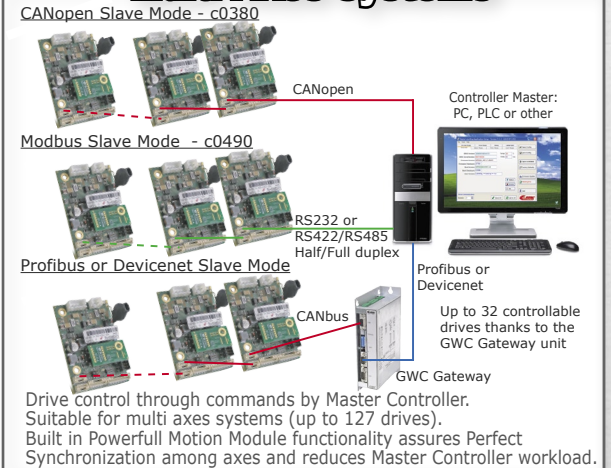 Multi Axes Systems
CANopen Slave Mode - c0380
CANopen
Controller Master:
PC, PLC or other
Modbus Slave Mode - c0490
RS232 or
RS422/RS485
Half/Full duplex
Profibus or Devicenet Slave Mode
Profibus or
Devicenet
CANbus
Up to 32 controllable
drives thanks to the
GWC Gateway unit
GWC Gateway
Drive control through commands by Master Controller.
Suitable for multi axes systems (up to 127 drives).
Built in Powerfull Motion Module functionality assures Perfect
Synchronization among axes and reduces Master Controller workload.